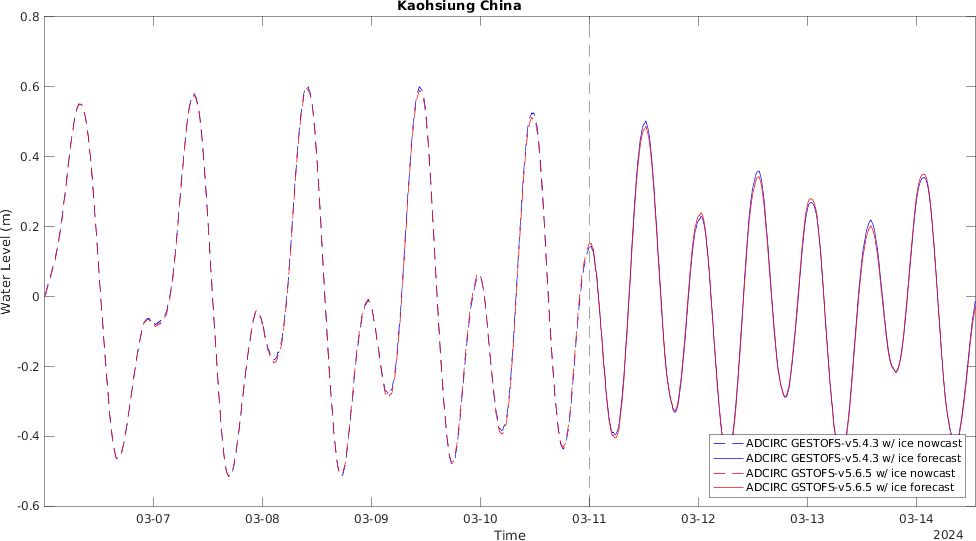 Kaohsiung China
Water Level (m)
0.8
0.6
0.4
0.2
0
-0.2
-0.4
-0.6
ADCIRC GESTOFS-v5.4.3 w/ ice nowcast
ADCIRC GESTOFS-v5.4.3 w/ ice forecast
ADCIRC GSTOFS-v5.6.5 w/ ice nowcast
ADCIRC GSTOFS-v5.6.5 w/ ice forecast
03-07 03-08 03-09 03-10 03-11 03-12 03-13 03-14
Time
2024